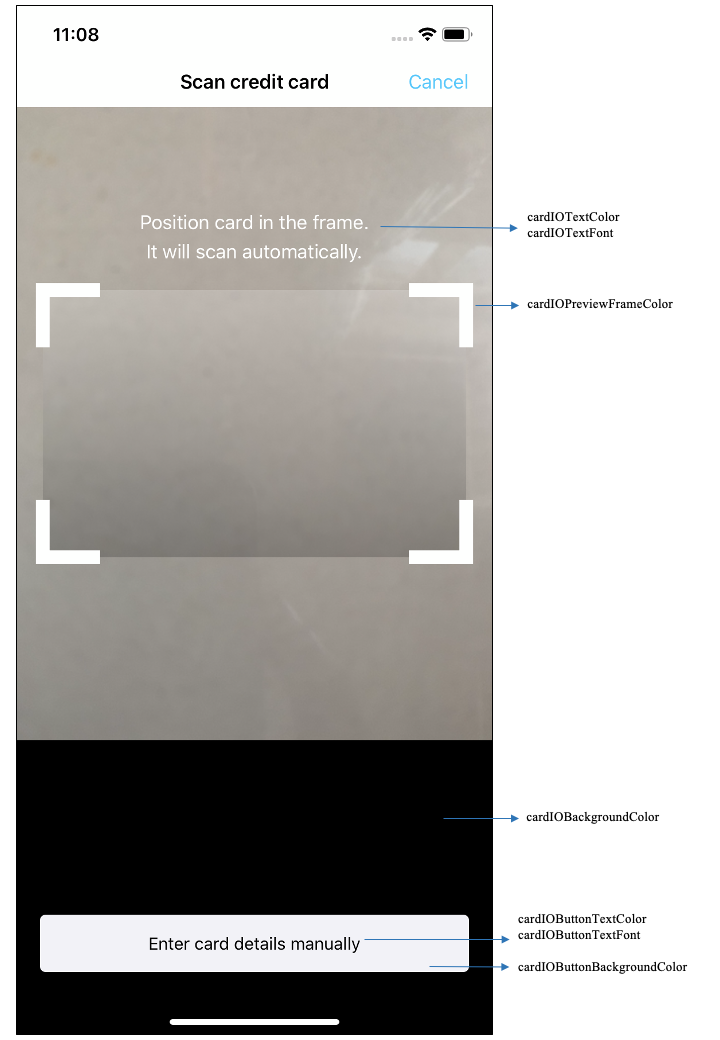 11:08
Scan credit card
Cancel
Position card in the frame.
It will scan automatically.
cardIOTextColor
cardIOTextFont
cardIOPreviewFrameColor
cardIOBackgroundColor
Enter card details manually
cardIOButtonTextColor
cardIOButtonTextFont
cardIOButtonBackgroundColor